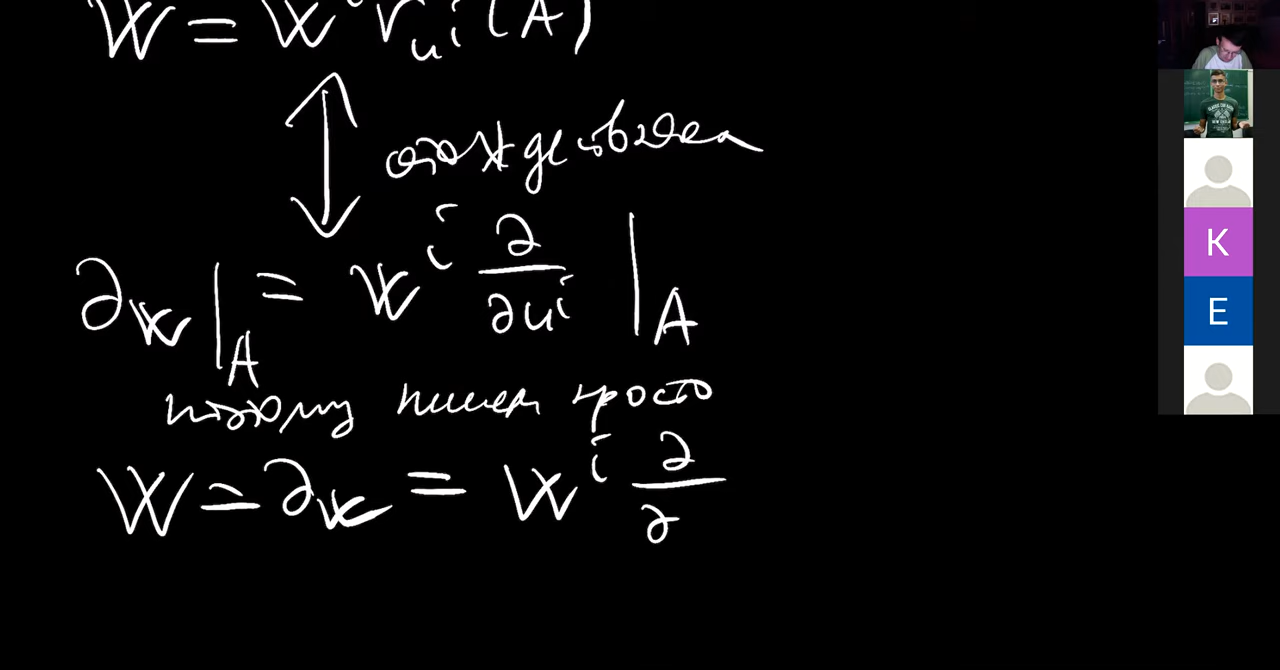 W = W^i r_{u^i}(A)
отождествляем
∂_W|_A = W^i ∂/∂u^i |_A
поэтому пишем просто
W = ∂_W = W^i ∂/∂
K
E